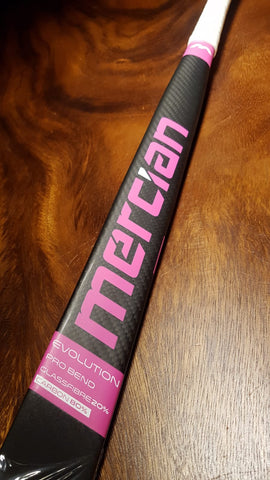 mercian
EVOLUTION
PRO BEND
GLASSFIBRE 20%
CARBON 80%